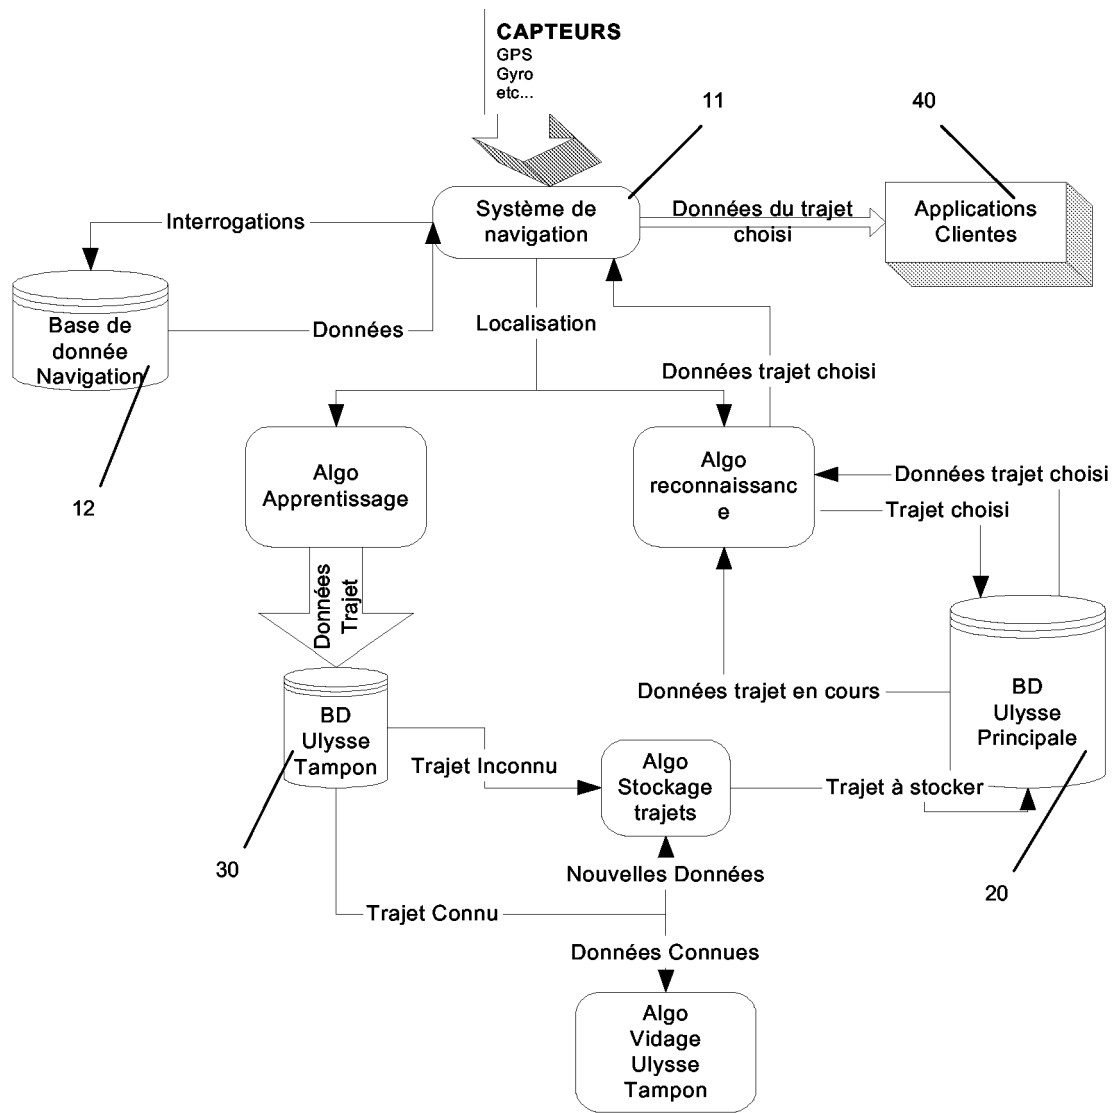 CAPTEURS
GPS
Gyro
etc...
11
40
Système de
navigation
Données du trajet
choisi
Applications
Clientes
Interrogations
Base de
donnée
Navigation
Données
Localisation
Données trajet choisi
12
Algo
Apprentissage
Algo
reconnaissanc
e
Données trajet choisi
Trajet choisi
Données
Trajet
BD
Ulysse
Tampon
Données trajet en cours
BD
Ulysse
Principale
Trajet Inconnu
Algo
Stockage
trajets
Trajet à stocker
30
Nouvelles Données
20
Trajet Connu
Données Connues
Algo
Vidage
Ulysse
Tampon